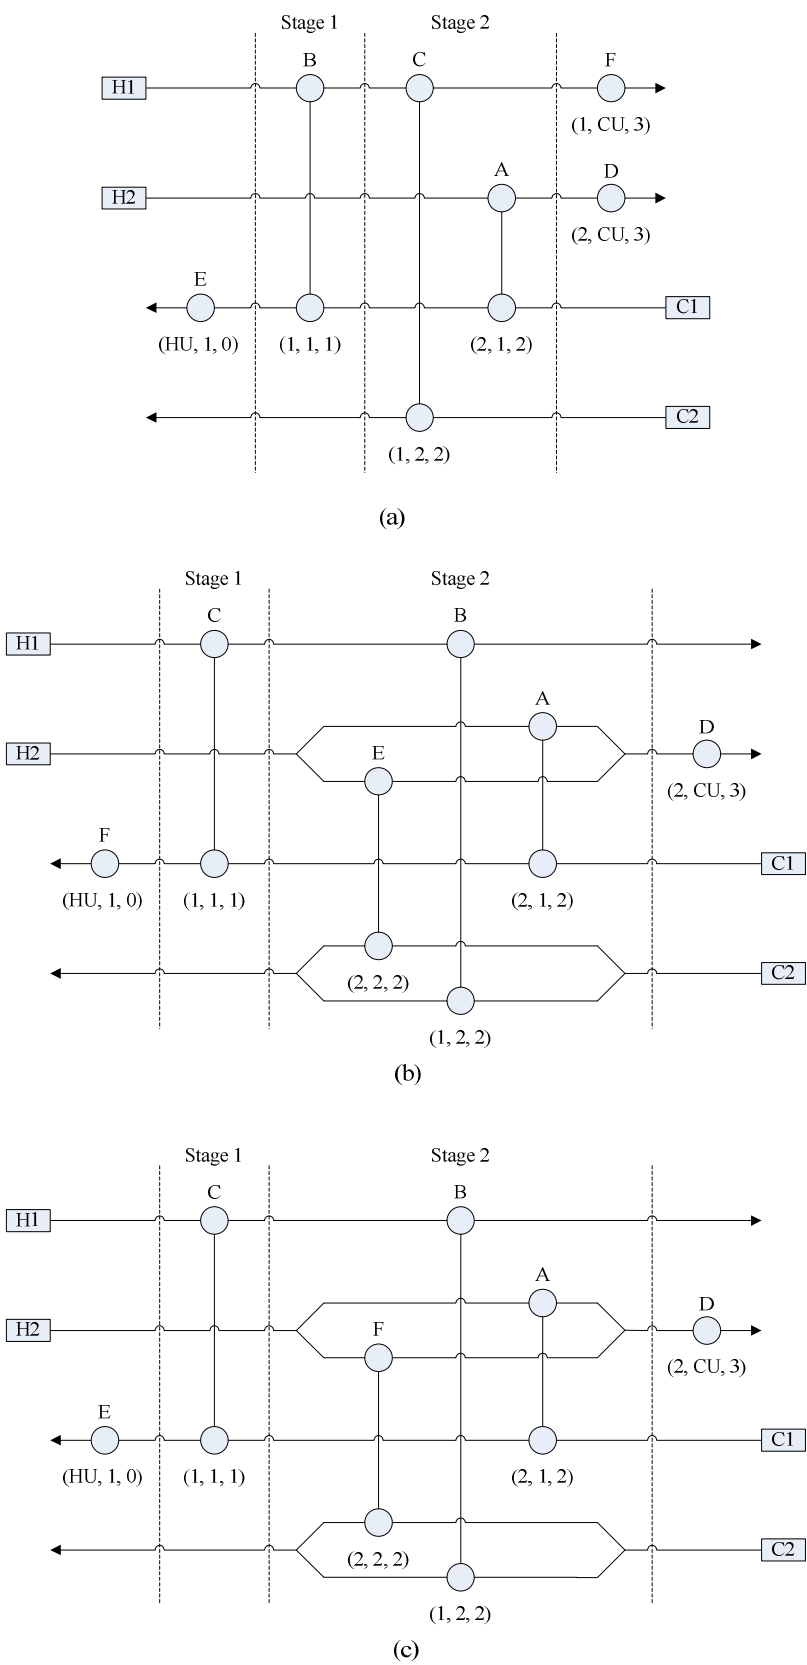 Stage 1 Stage 2
B C F
H1
(1, CU, 3)
A D
H2
(2, CU, 3)
E
C1
(HU, 1, 0) (1, 1, 1) (2, 1, 2)
C2
(1, 2, 2)
(a)
Stage 1 Stage 2
C B
H1
A
E D
H2
(2, CU, 3)
F
C1
(HU, 1, 0) (1, 1, 1) (2, 1, 2)
C2
(2, 2, 2)
(1, 2, 2)
(b)
Stage 1 Stage 2
C B
H1
A
F D
H2
(2, CU, 3)
E
C1
(HU, 1, 0) (1, 1, 1) (2, 1, 2)
C2
(2, 2, 2)
(1, 2, 2)
(c)